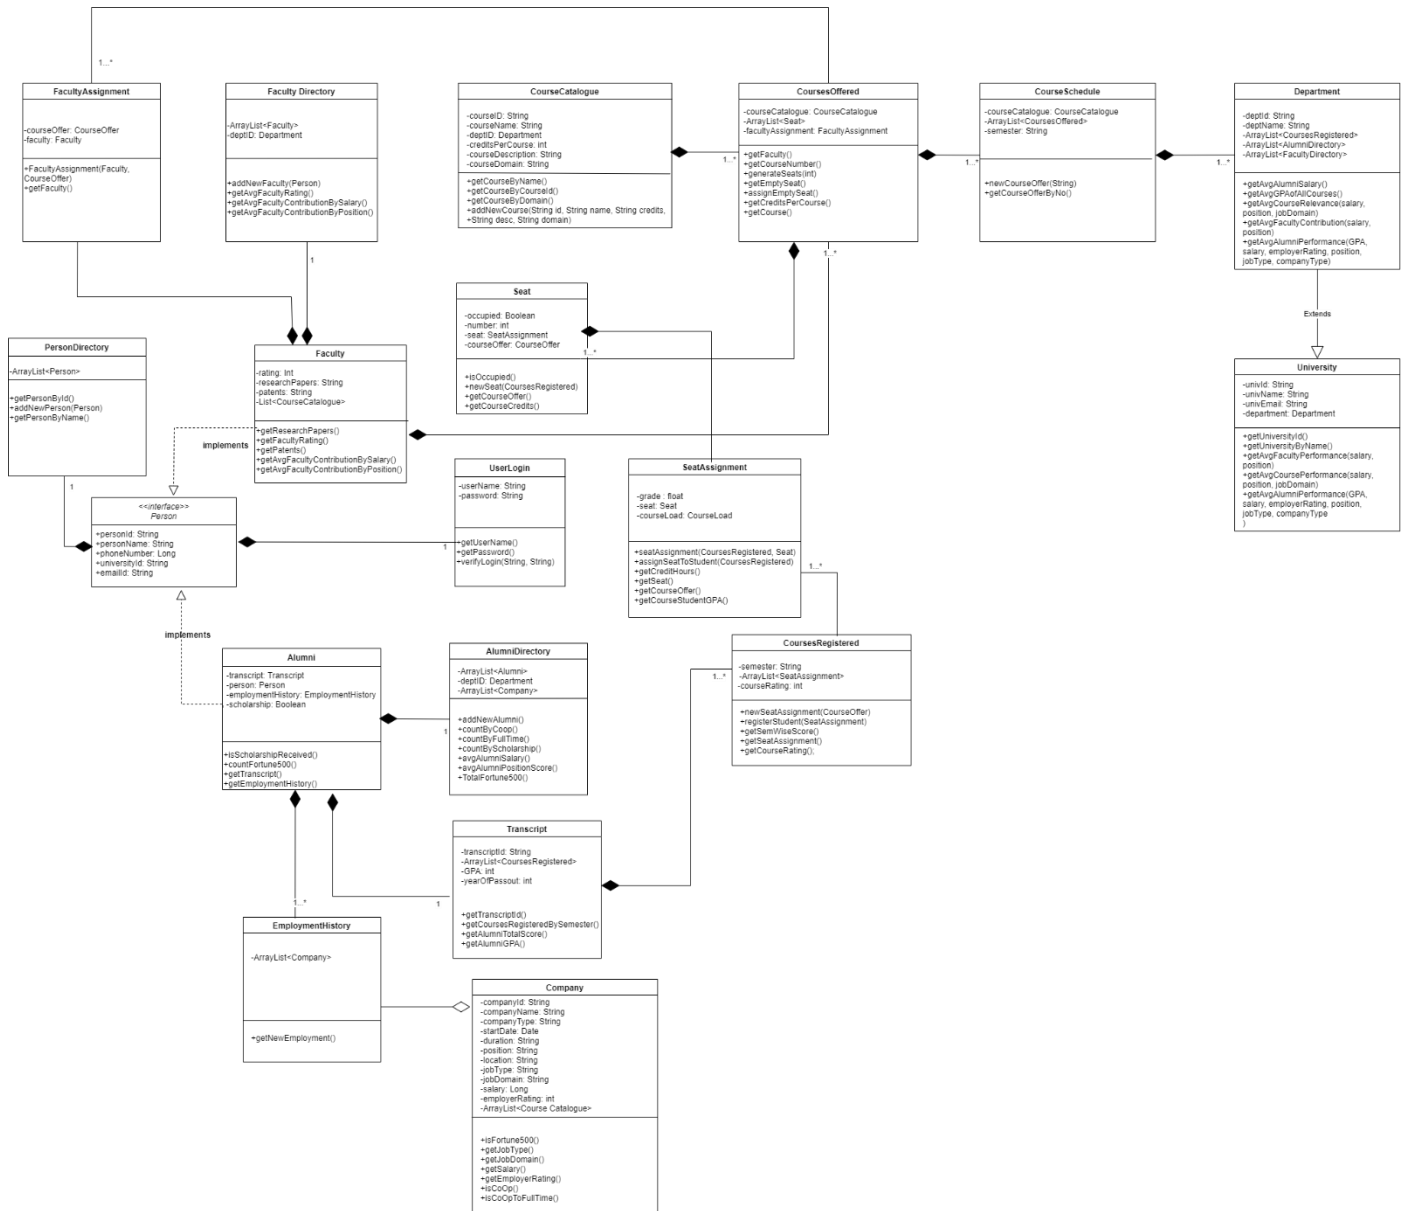 1...*
FacultyAssignment
-courseOffer: CourseOffer
-faculty: Faculty
+FacultyAssignment(Faculty,
CourseOffer)
+getFaculty()
Faculty Directory
-ArrayList<Faculty>
-deptID: Department
+addNewFaculty(Person)
+getAvgFacultyRating()
+getAvgFacultyContributionBySalary()
+getAvgFacultyContributionByPosition()
1
CourseCatalogue
-courseID: String
-courseName: String
-deptID: Department
-creditsPerCourse: int
-courseDescription: String
-courseDomain: String
+getCourseByName()
+getCourseByCourseId()
+getCourseByDomain()
+addNewCourse(String id, String name, String credits,
+String desc, String domain)
1...*
CoursesOffered
-courseCatalogue: CourseCatalogue
-ArrayList<Seat>
-facultyAssignment: FacultyAssignment
+getFaculty()
+getCourseNumber()
+generateSeats(int)
+getEmptySeat()
+assignEmptySeat()
+getCreditsPerCourse()
+getCourse()
1...*
1...*
CourseSchedule
-courseCatalogue: CourseCatalogue
-ArrayList<CoursesOffered>
-semester: String
+newCourseOffer(String)
+getCourseOfferByNo()
1...*
Department
-deptId: String
-deptName: String
-ArrayList<CoursesRegistered>
-ArrayList<AlumniDirectory>
-ArrayList<FacultyDirectory>
+getAvgAlumniSalary()
+getAvgGPAofAllCourses()
+getAvgCourseRelevance(salary,
position, jobDomain)
+getAvgFacultyContribution(salary,
position)
+getAvgAlumniPerformance(GPA,
salary, employerRating, position,
jobType, companyType)
Extends
University
-univId: String
-univName: String
-univEmail: String
-department: Department
+getUniversityId()
+getUniversityByName()
+getAvgFacultyPerformance(salary,
position)
+getAvgCoursePerformance(salary,
position, jobDomain)
+getAvgAlumniPerformance(GPA,
salary, employerRating, position,
jobType, companyType
)
Seat
-occupied: Boolean
-number: int
-seat: SeatAssignment
-courseOffer: CourseOffer
+isOccupied()
+newSeat(CoursesRegistered)
+getCourseOffer()
+getCourseCredits()
1...*
PersonDirectory
-ArrayList<Person>
+getPersonById()
+addNewPerson(Person)
+getPersonByName()
1
Faculty
-rating: Int
-researchPapers: String
-patents: String
-List<CourseCatalogue>
+getResearchPapers()
+getFacultyRating()
+getPatents()
+getAvgFacultyContributionBySalary()
+getAvgFacultyContributionByPosition()
implements
<<interface>>
Person
+personId: String
+personName: String
+phoneNumber: Long
+universityId: String
+emailId: String
UserLogin
-userName: String
-password: String
+getUserName()
+getPassword()
+verifyLogin(String, String)
1
SeatAssignment
-grade : float
-seat: Seat
-courseLoad: CourseLoad
+seatAssignment(CoursesRegistered, Seat)
+assignSeatToStudent(CoursesRegistered)
+getCreditHours()
+getSeat()
+getCourseOffer()
+getCourseStudentGPA()
1...*
implements
Alumni
-transcript: Transcript
-person: Person
-employmentHistory: EmploymentHistory
-scholarship: Boolean
+isScholarshipReceived()
+countFortune500()
+getTranscript()
+getEmploymentHistory()
AlumniDirectory
-ArrayList<Alumni>
-deptID: Department
-ArrayList<Company>
+addNewAlumni()
+countByCoop()
+countByFullTime()
+countByScholarship()
+avgAlumniSalary()
+avgAlumniPositionScore()
+TotalFortune500()
1
CoursesRegistered
-semester: String
-ArrayList<SeatAssignment>
-courseRating: int
+newSeatAssignment(CourseOffer)
+registerStudent(SeatAssignment)
+getSemWiseScore()
+getSeatAssignment()
+getCourseRating();
1...*
Transcript
-transcriptId: String
-ArrayList<CoursesRegistered>
-GPA: int
-yearOfPassout: int
+getTranscriptid()
+getCoursesRegisteredBySemester()
+getAlumniTotalScore()
+getAlumniGPA()
1
1...*
EmploymentHistory
-ArrayList<Company>
+getNewEmployment()
Company
-companyId: String
-companyName: String
-companyType: String
-startDate: Date
-duration: String
-position: String
-location: String
-jobType: String
-jobDomain: String
-salary: Long
-employerRating: int
-ArrayList<Course Catalogue>
+isFortune500()
+getJobType()
+getJobDomain()
+getSalary()
+getEmployerRating()
+isCoOp()
+isCoOpToFullTime()